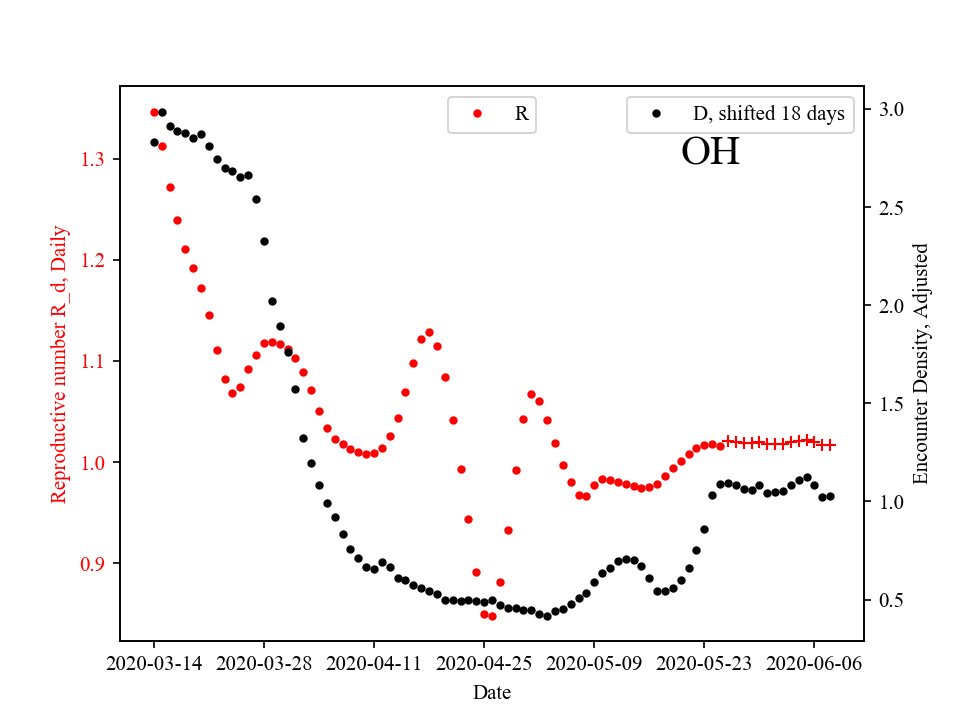 R
D, shifted 18 days
OH
3.0
1.3
2.5
1.2
2.0
1.1
1.5
1.0
1.0
0.9
0.5
Reproductive number R_d, Daily
Encounter Density, Adjusted
2020-03-14 2020-03-28 2020-04-11 2020-04-25 2020-05-09 2020-05-23 2020-06-06
Date